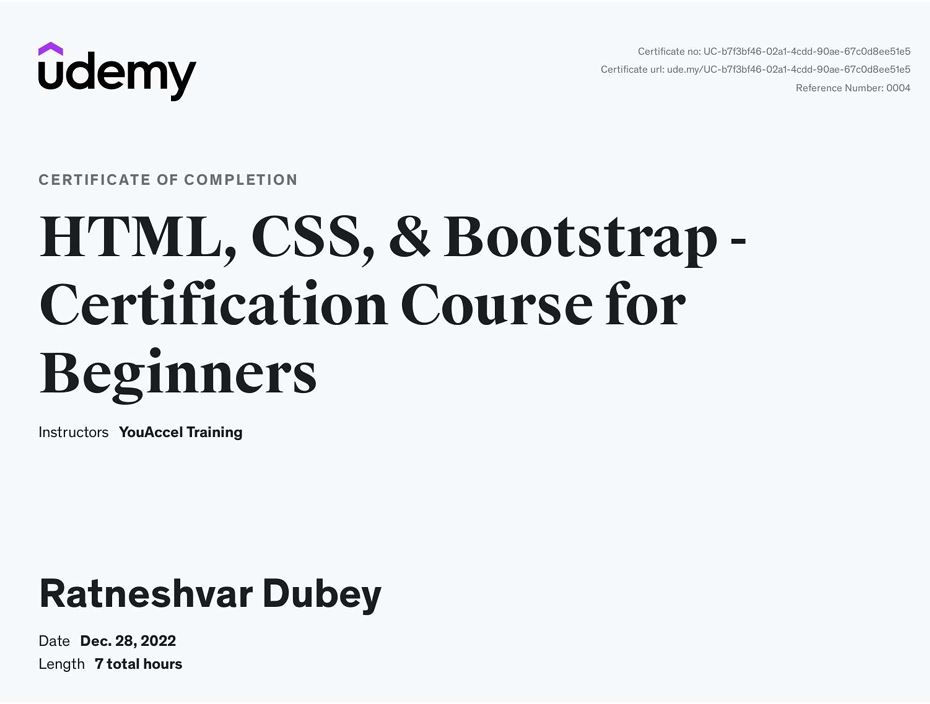 udemy
Certificate no: UC-b7f3bf46-02a1-4cdd-90ae-67c0d8ee51e5
Certificate url: ude.my/UC-b7f3bf46-02a1-4cdd-90ae-67c0d8ee51e5
Reference Number: 0004
CERTIFICATE OF COMPLETION
HTML, CSS, & Bootstrap -
Certification Course for
Beginners
Instructors YouAccel Training
Ratneshvar Dubey
Date Dec. 28, 2022
Length 7 total hours